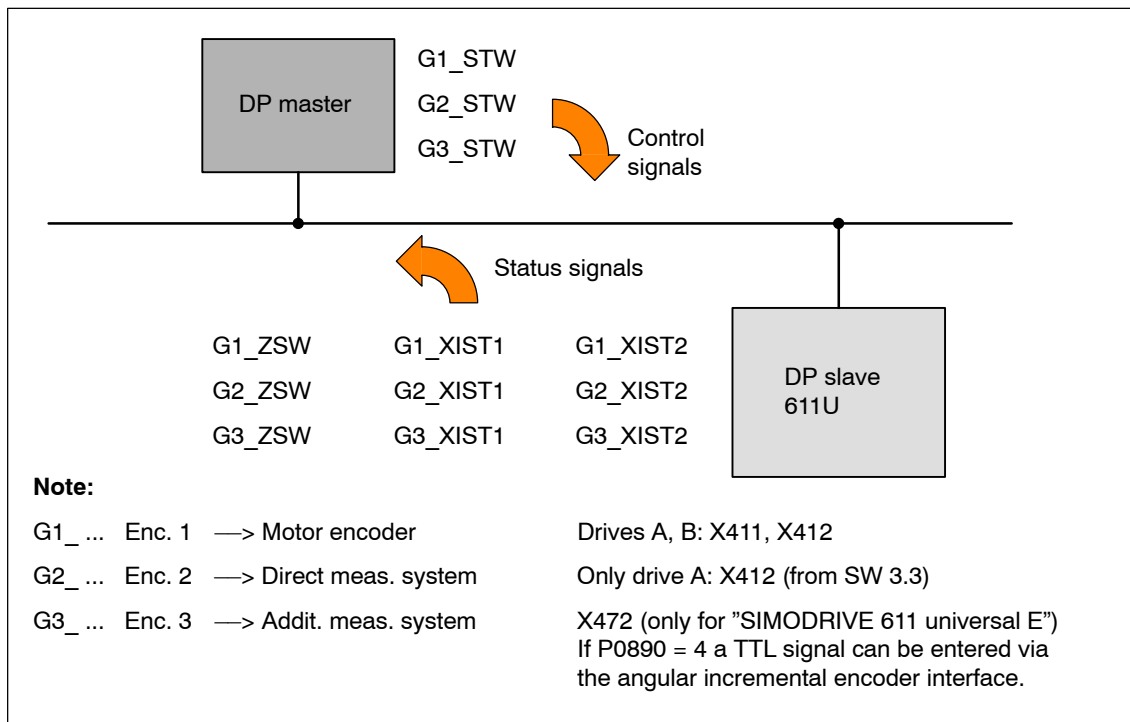 G1_STW
DP master G2_STW
G3_STW
Control
signals
Status signals
G1_ZSW G1_XIST1 G1_XIST2
G2_ZSW G2_XIST1 G2_XIST2
G3_ZSW G3_XIST1 G3_XIST2
DP slave
611U
Note:
G1_ ... Enc. 1 —> Motor encoder Drives A, B: X411, X412
G2_ ... Enc. 2 —> Direct meas. system Only drive A: X412 (from SW 3.3)
G3_ ... Enc. 3 —> Addit. meas. system X472 (only for ”SIMODRIVE 611 universal E”)
If P0890 = 4 a TTL signal can be entered via
the angular incremental encoder interface.